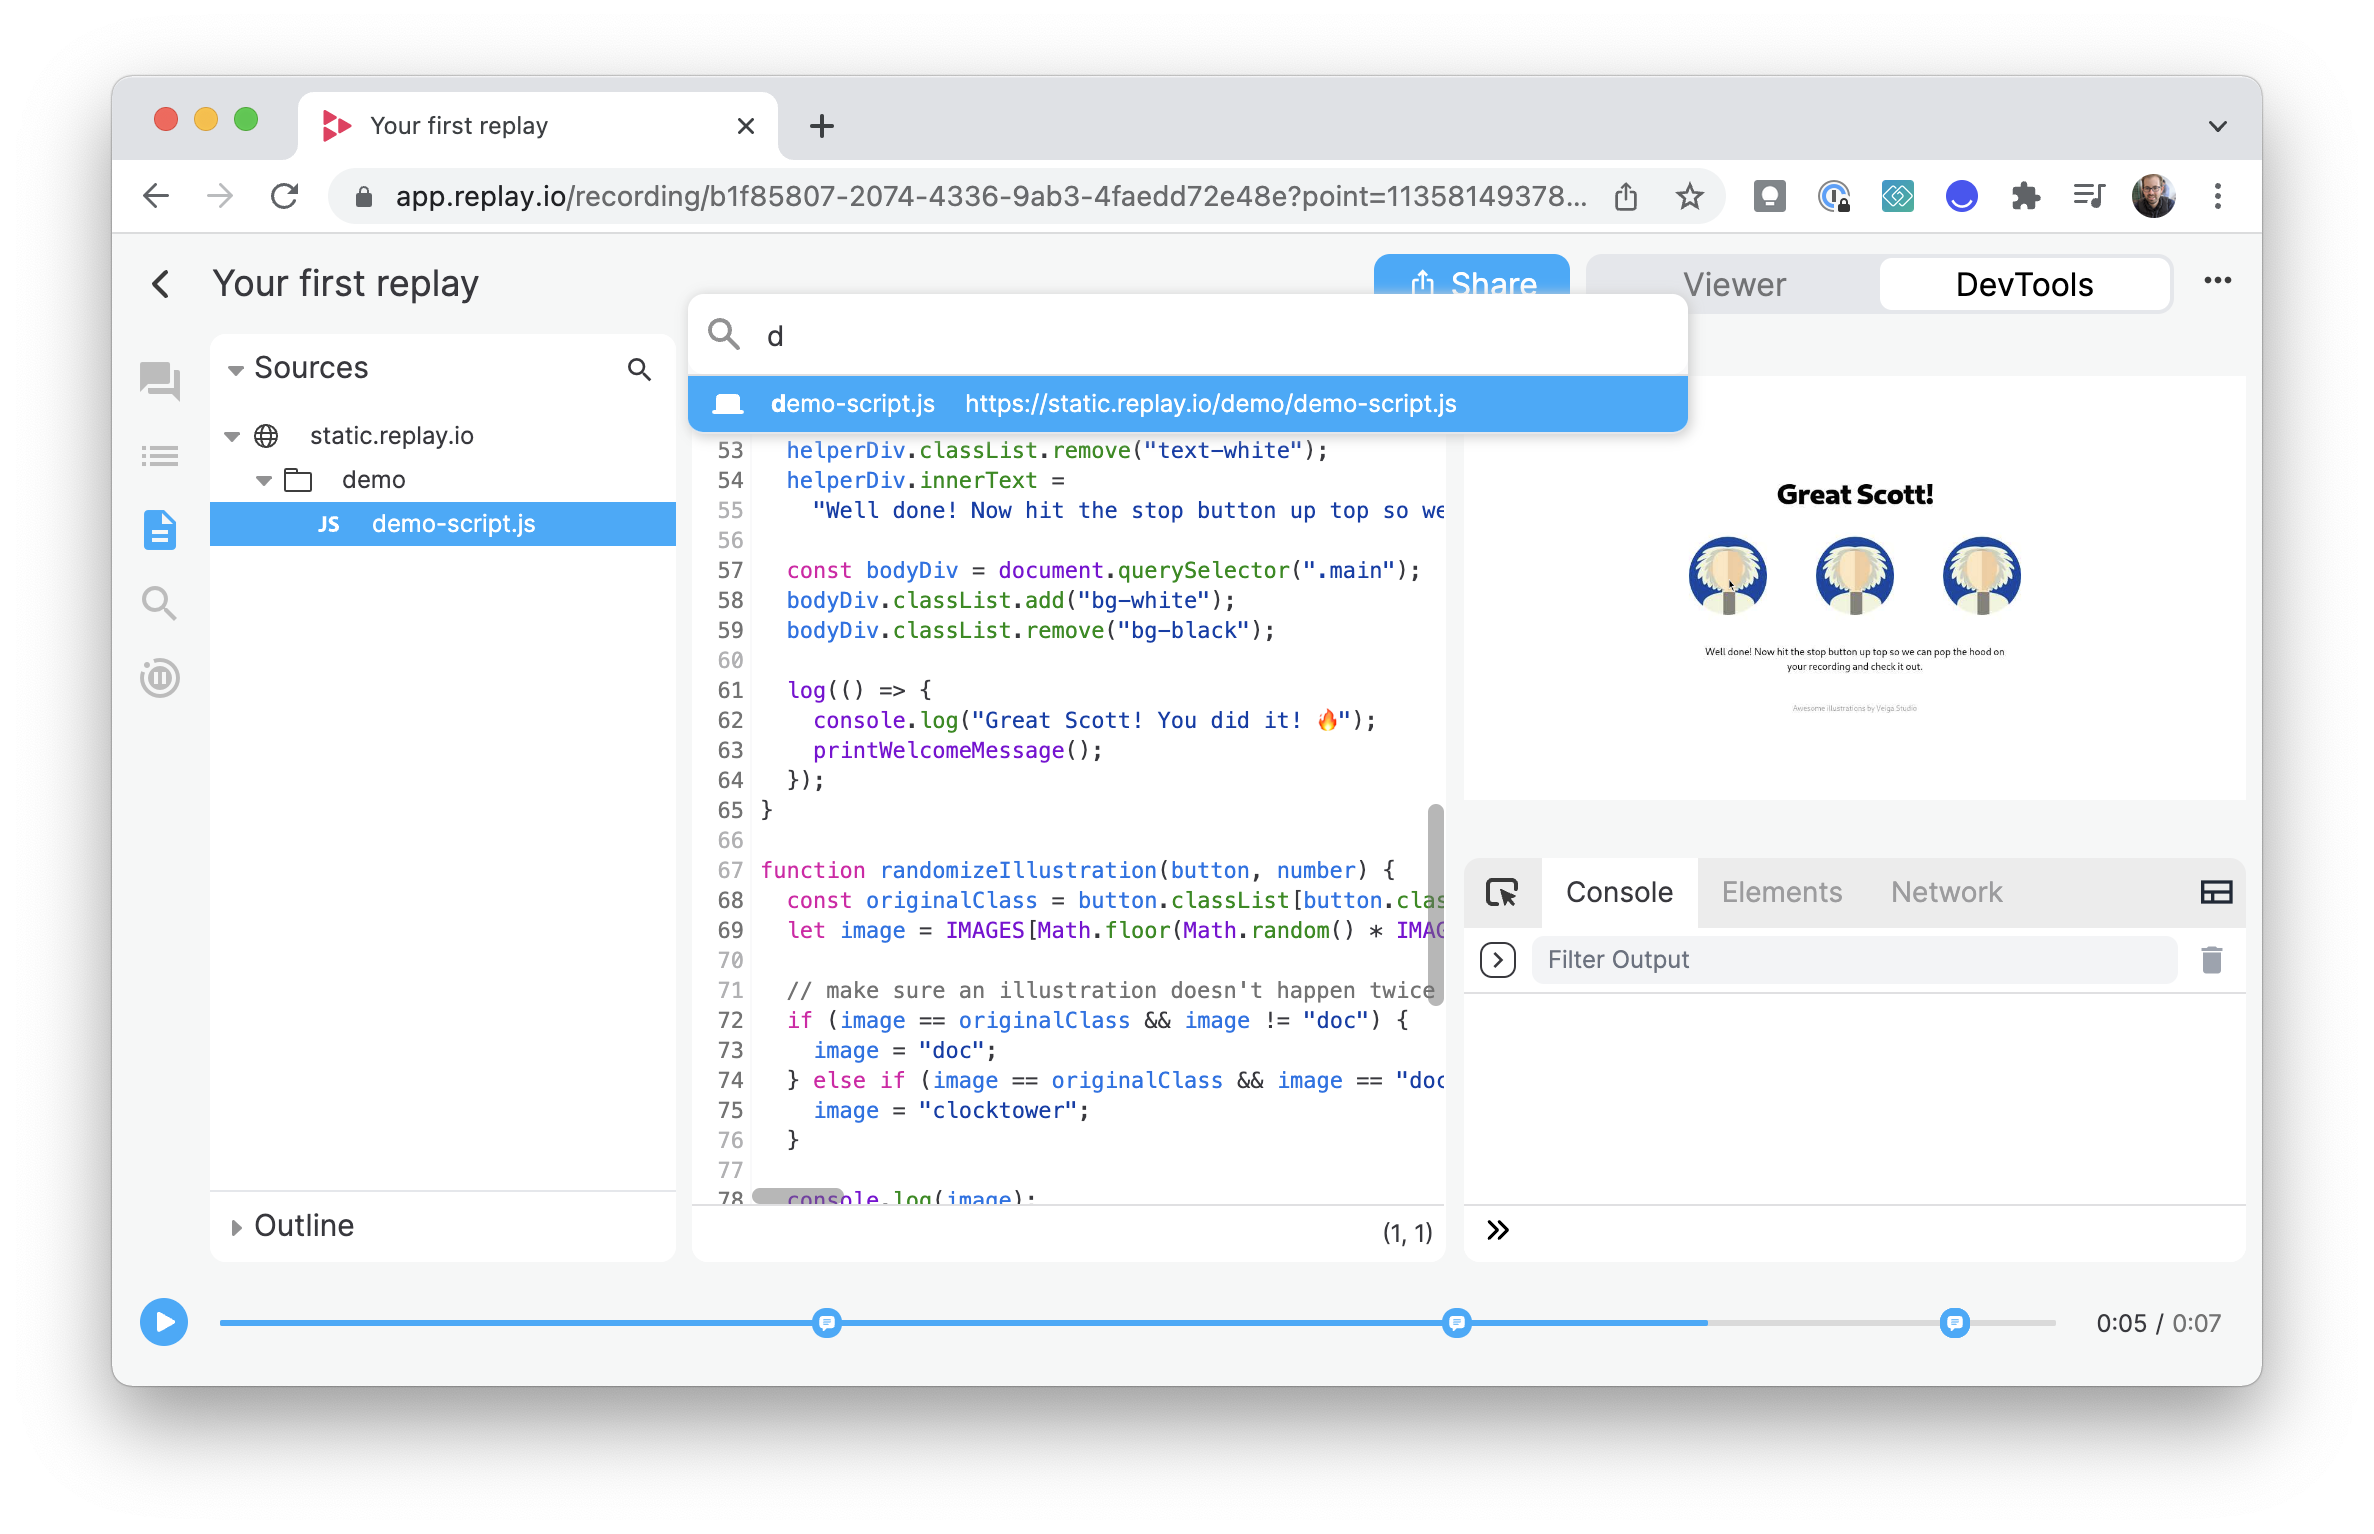 Your first replay
app.replay.io/recording/b1f85807-2074-4336-9ab3-4faedd72e48e?point=11358149378...
Your first replay
Share
Viewer
DevTools
d
demo-script.js https://static.replay.io/demo/demo-script.js
Sources
static.replay.io
demo
JS demo-script.js
Outline
53 helperDiv.classList.remove("text-white");
54 helperDiv.innerText =
55 "Well done! Now hit the stop button up top so we
56
57 const bodyDiv = document.querySelector(".main");
58 bodyDiv.classList.add("bg-white");
59 bodyDiv.classList.remove("bg-black");
60
61 log(() => {
62 console.log("Great Scott! You did it! 🔥");
63 printWelcomeMessage();
64 });
65 }
66
67 function randomizeIllustration(button, number) {
68 const originalClass = button.classList[button.clas
69 let image = IMAGES[Math.floor(Math.random() * IMAG
70
71 // make sure an illustration doesn't happen twice
72 if (image == originalClass && image != "doc") {
73 image = "doc";
74 } else if (image == originalClass && image == "doc
75 image = "clocktower";
76 }
77
78 console.log(image);
(1, 1)
Great Scott!
Well done! Now hit the stop button up top so we can pop the hood on
your recording and check it out.
Awesome illustrations by Veiga Studio
Console Elements Network
Filter Output
0:05 / 0:07